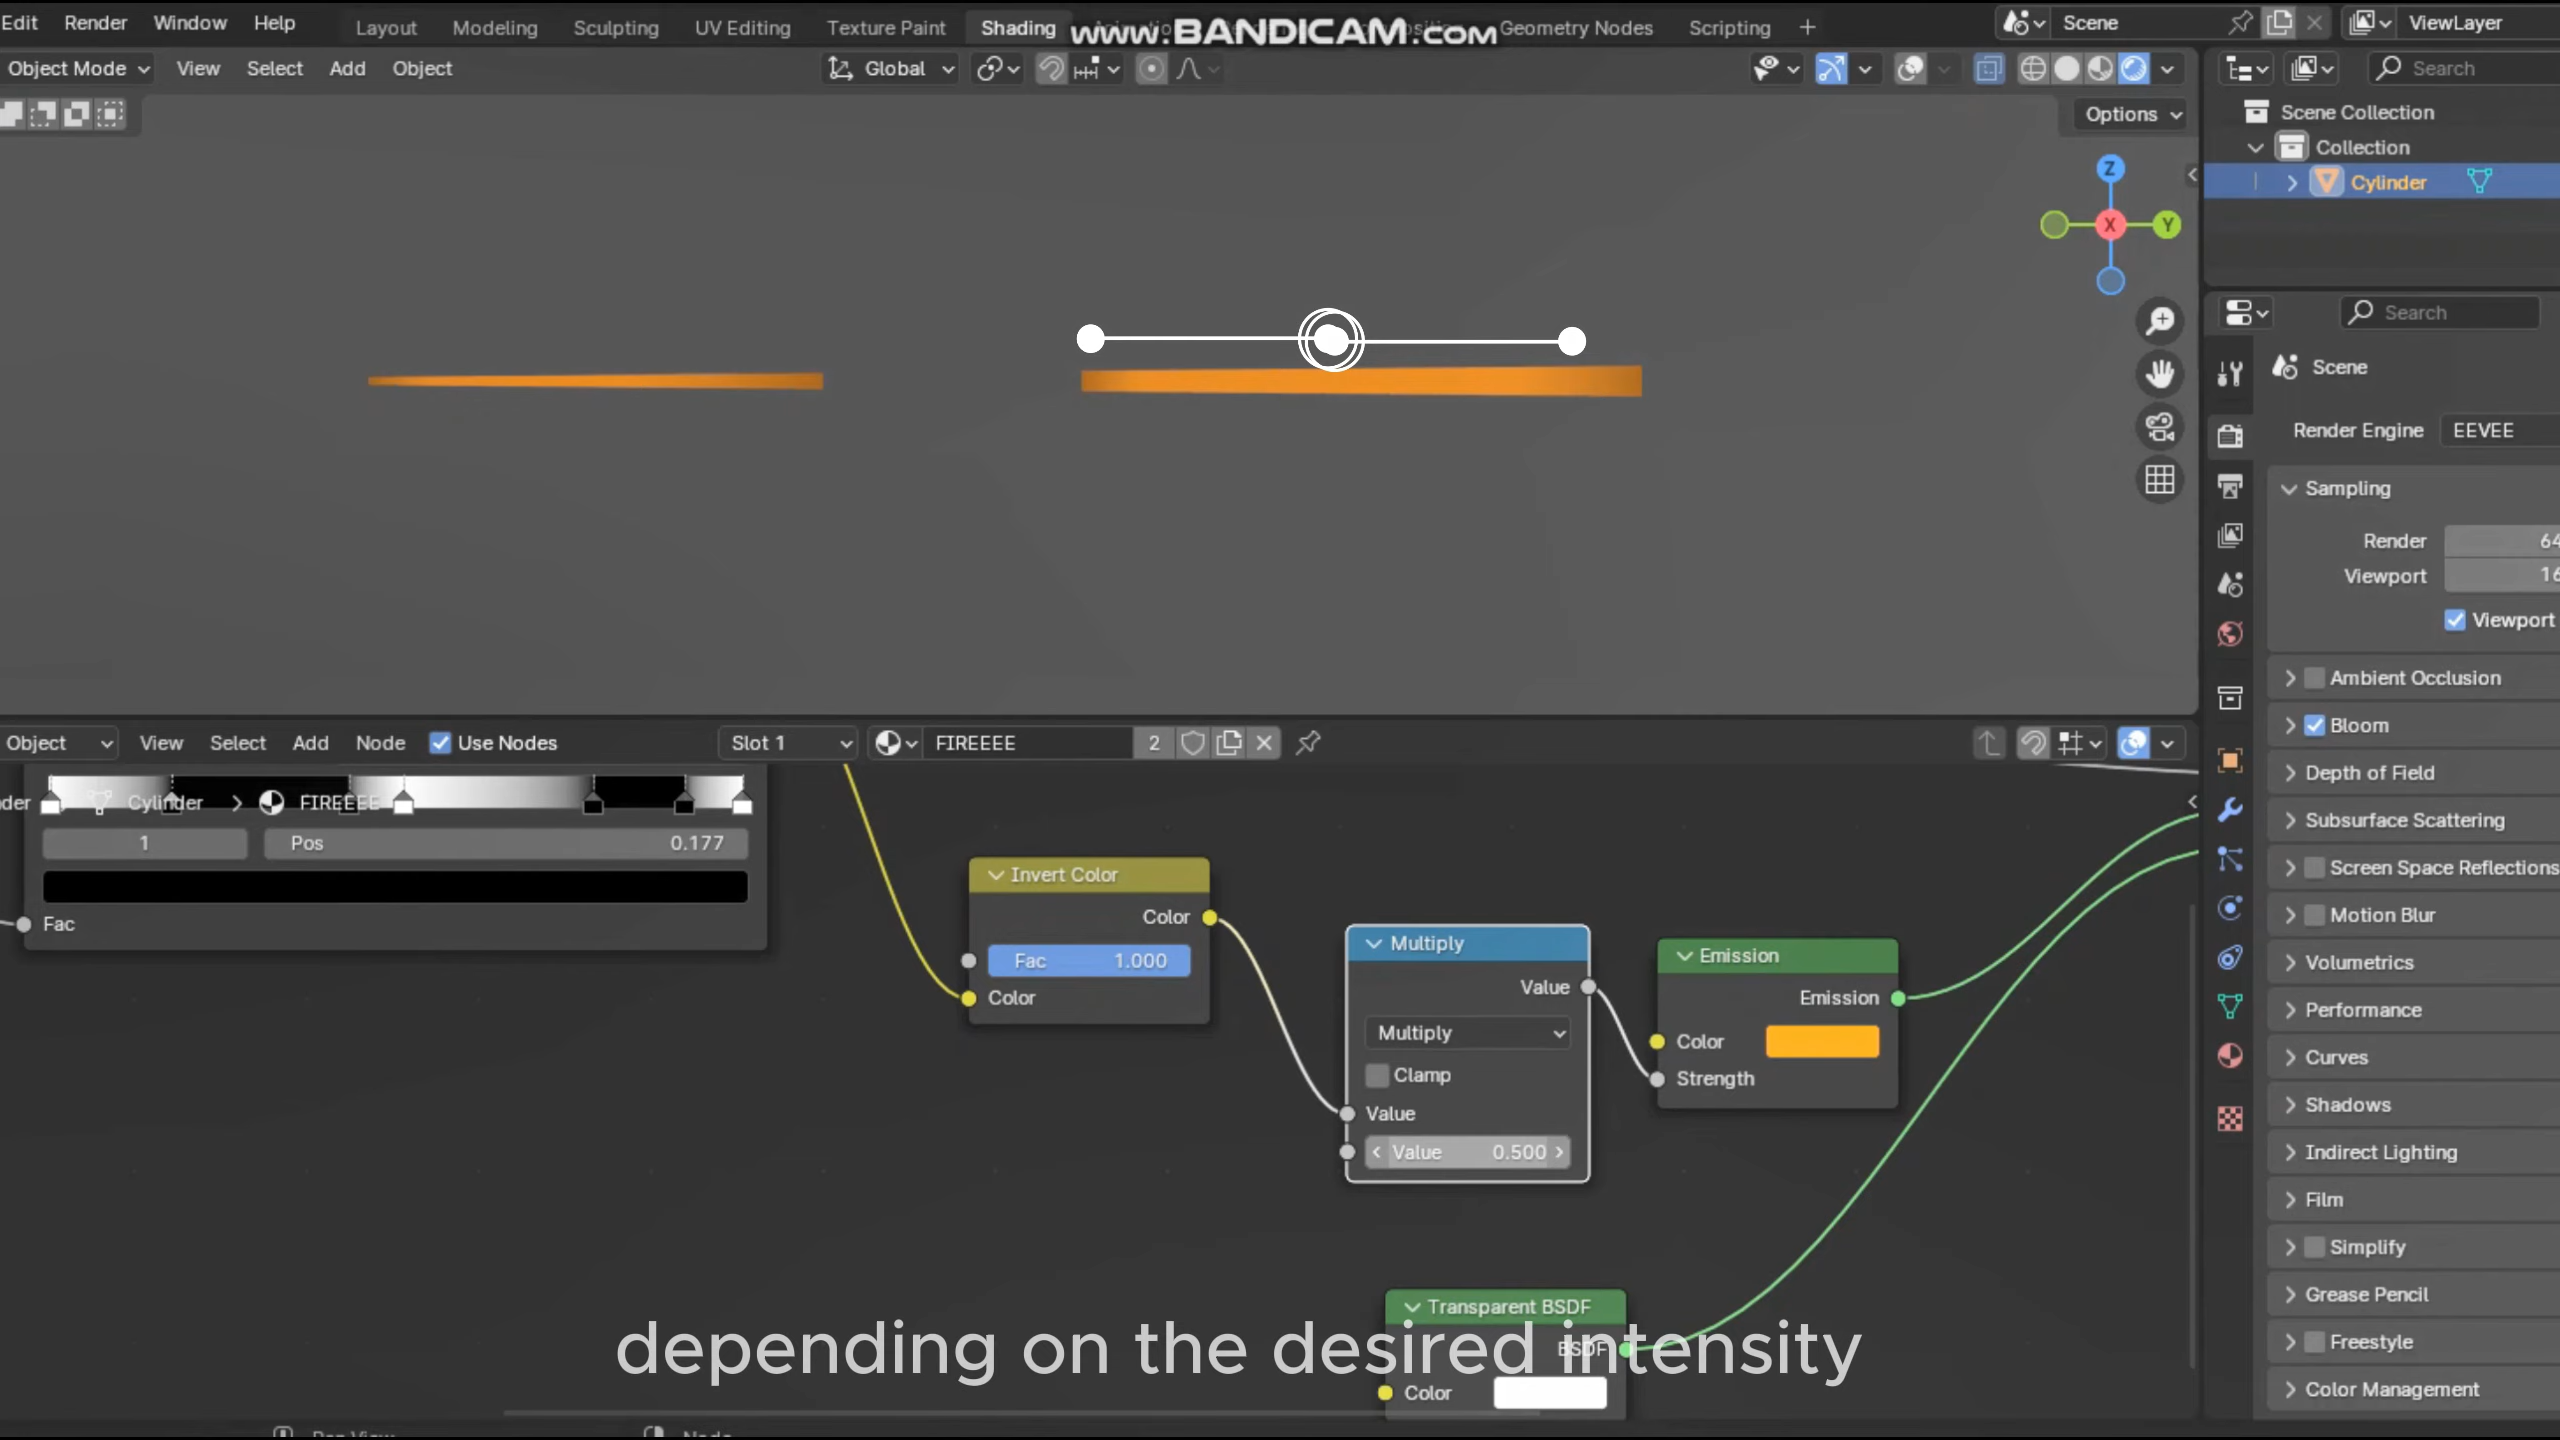 Edit Render Window Help Layout Modeling Sculpting UV Editing Texture Paint Shading www.BANDICAM.com Geometry Nodes Scripting + Scene ViewLayer
Object Mode View Select Add Object Global Search
Options
Scene Collection
Collection
Cylinder
Z
X
Y
Search
Scene
Render Engine EEVEE
Sampling
Render 64
Viewport 16
Viewport
Ambient Occlusion
Bloom
Depth of Field
Subsurface Scattering
Screen Space Reflections
Motion Blur
Volumetrics
Performance
Curves
Shadows
Indirect Lighting
Film
Simplify
Grease Pencil
Freestyle
Color Management
Object View Select Add Node Use Nodes Slot 1 FIREEEE 2
der Cylinder FIREEEE
1 Pos 0.177
Fac
Invert Color
Color
Fac 1.000
Color
Multiply
Value
Multiply
Clamp
Value
Value 0.500
Emission
Emission
Color
Strength
Transparent BSDF
BSDF
Color
depending on the desired intensity